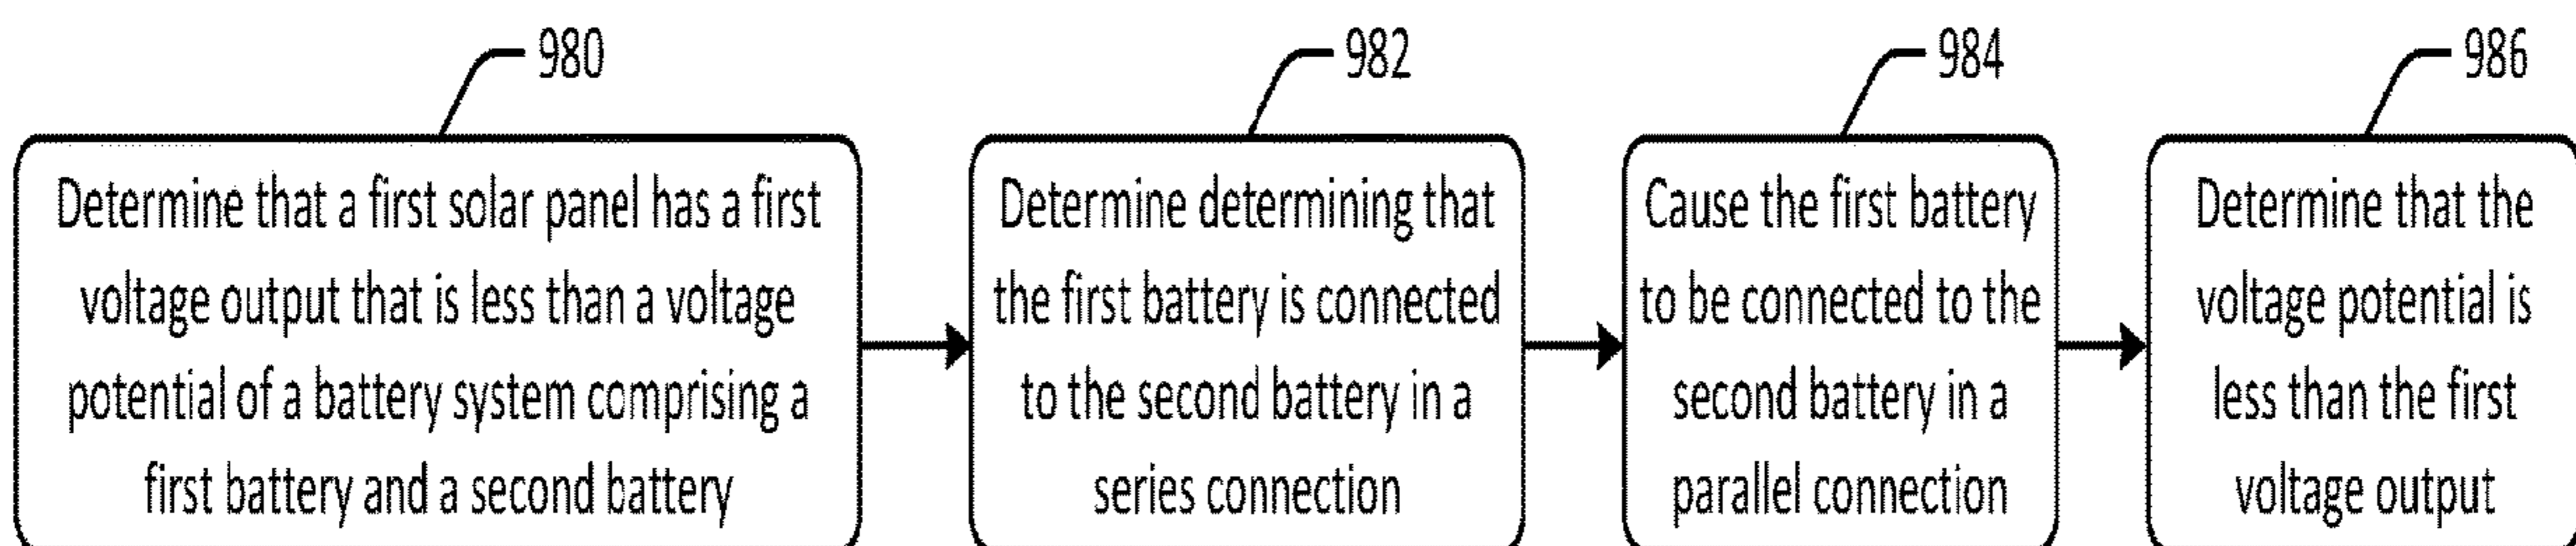 980
Determine that a first solar panel has a first
voltage output that is less than a voltage
potential of a battery system comprising a
first battery and a second battery
982
Determine determining that
the first battery is connected
to the second battery in a
series connection
984
Cause the first battery
to be connected to the
second battery in a
parallel connection
986
Determine that the
voltage potential is
less than the first
voltage output